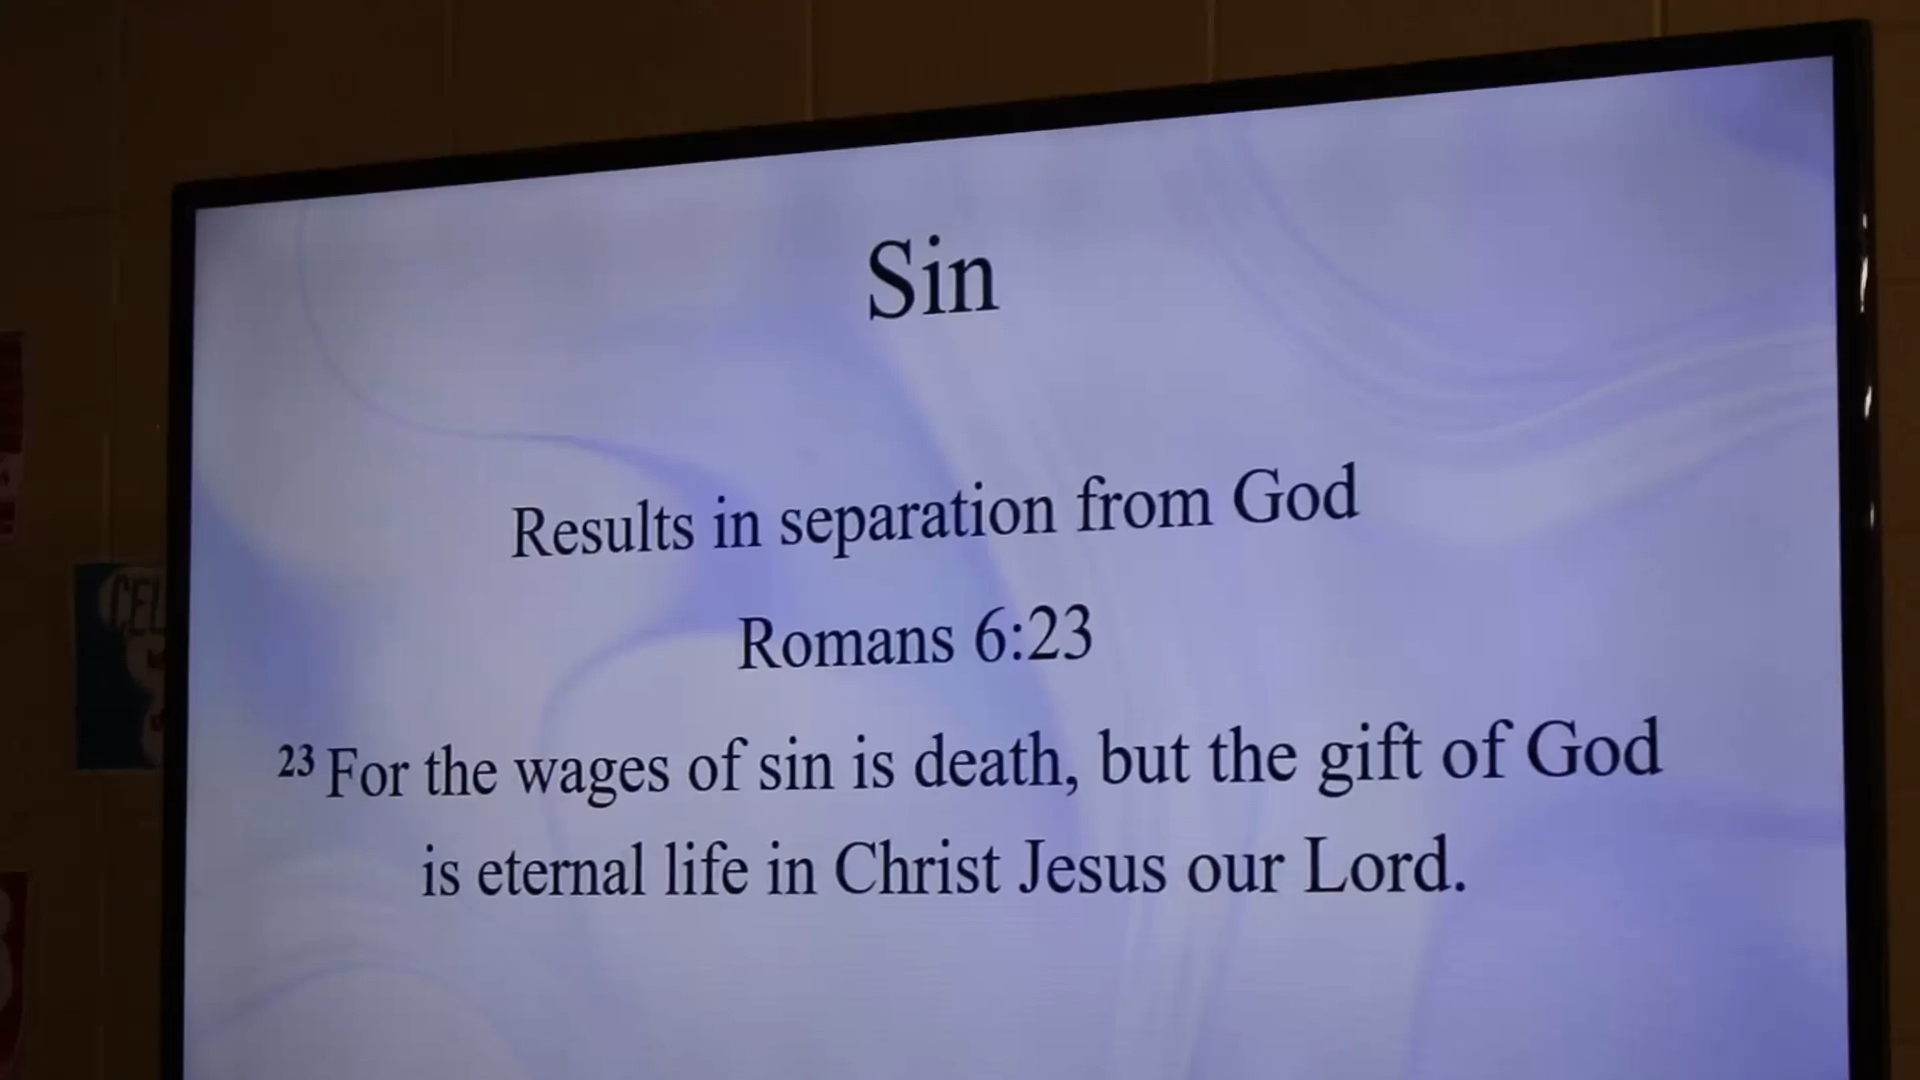 Sin
Results in separation from God
Romans 6:23
23 For the wages of sin is death, but the gift of God
is eternal life in Christ Jesus our Lord.
CEL